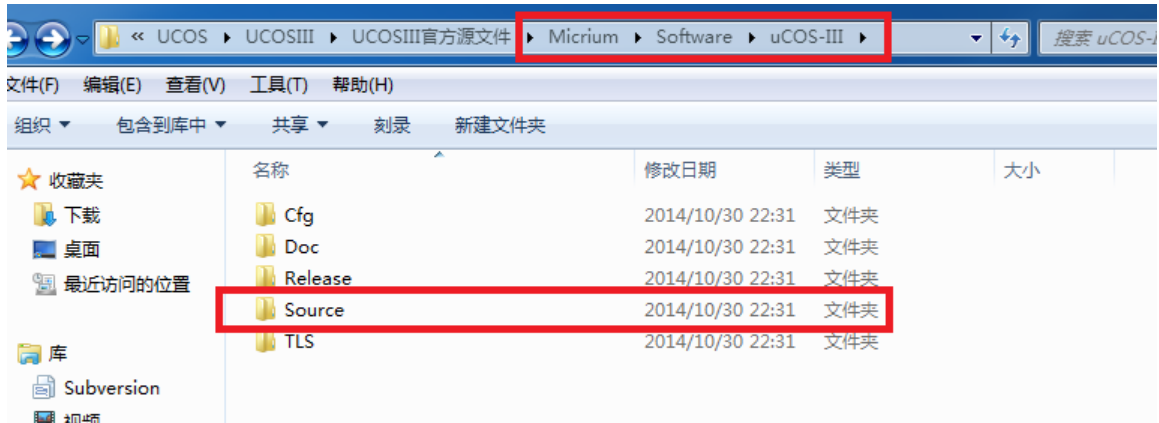 « UCOS ▸ UCOSIII ▸ UCOSIII官方源文件 ▸ Micrium ▸ Software ▸ uCOS-III ▸ 搜索 uCOS-I
文件(F) 编辑(E) 查看(V) 工具(T) 帮助(H)
组织 包含到库中 共享 刻录 新建文件夹
收藏夹
下载
桌面
最近访问的位置
库
Subversion
视频
名称 修改日期 类型 大小
Cfg 2014/10/30 22:31 文件夹
Doc 2014/10/30 22:31 文件夹
Release 2014/10/30 22:31 文件夹
Source 2014/10/30 22:31 文件夹
TLS 2014/10/30 22:31 文件夹